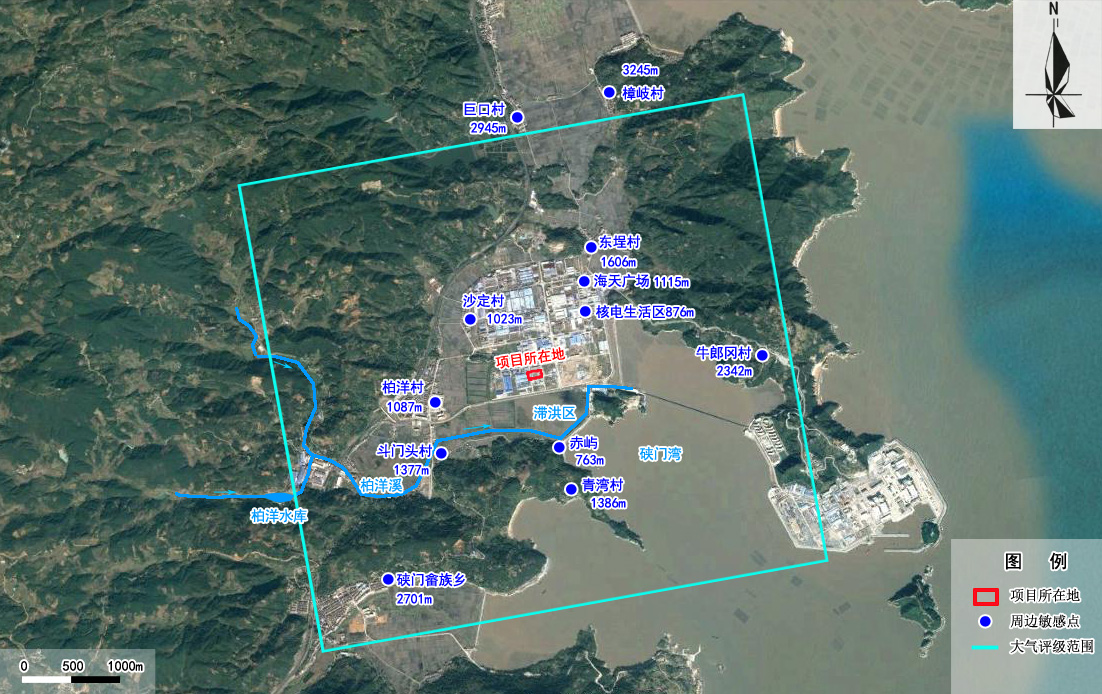 N
3245m
樟岐村
巨口村
2945m
东埕村
1606m
海天广场 1115m
沙定村
1023m
核电生活区876m
牛郎冈村
2342m
项目所在地
柏洋村
1087m
滞洪区
斗门头村
1377m
赤屿
763m
硖门湾
柏洋溪
青湾村
1386m
柏洋水库
硖门畲族乡
2701m
图 例
项目所在地
周边敏感点
大气评级范围
0 500 1000m